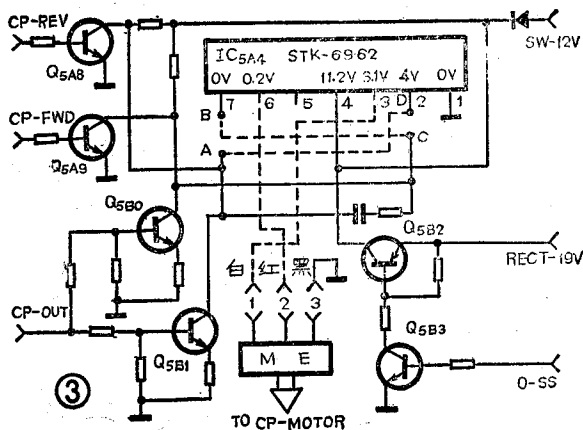 CP-REV
SW-12V
IC5A4 STK-6962
0V 0.2V 11.2V 3.1V 4V 0V
7 6 5 4 3 2 1
B D
Q5A8
CP-FWD
A C
Q5A9
Q5B0
Q5B2
白 红 黑
RECT-19V
1 2 3
CP-OUT
Q5B1
Q5B3
M E
③
O-SS
TO CP-MOTOR